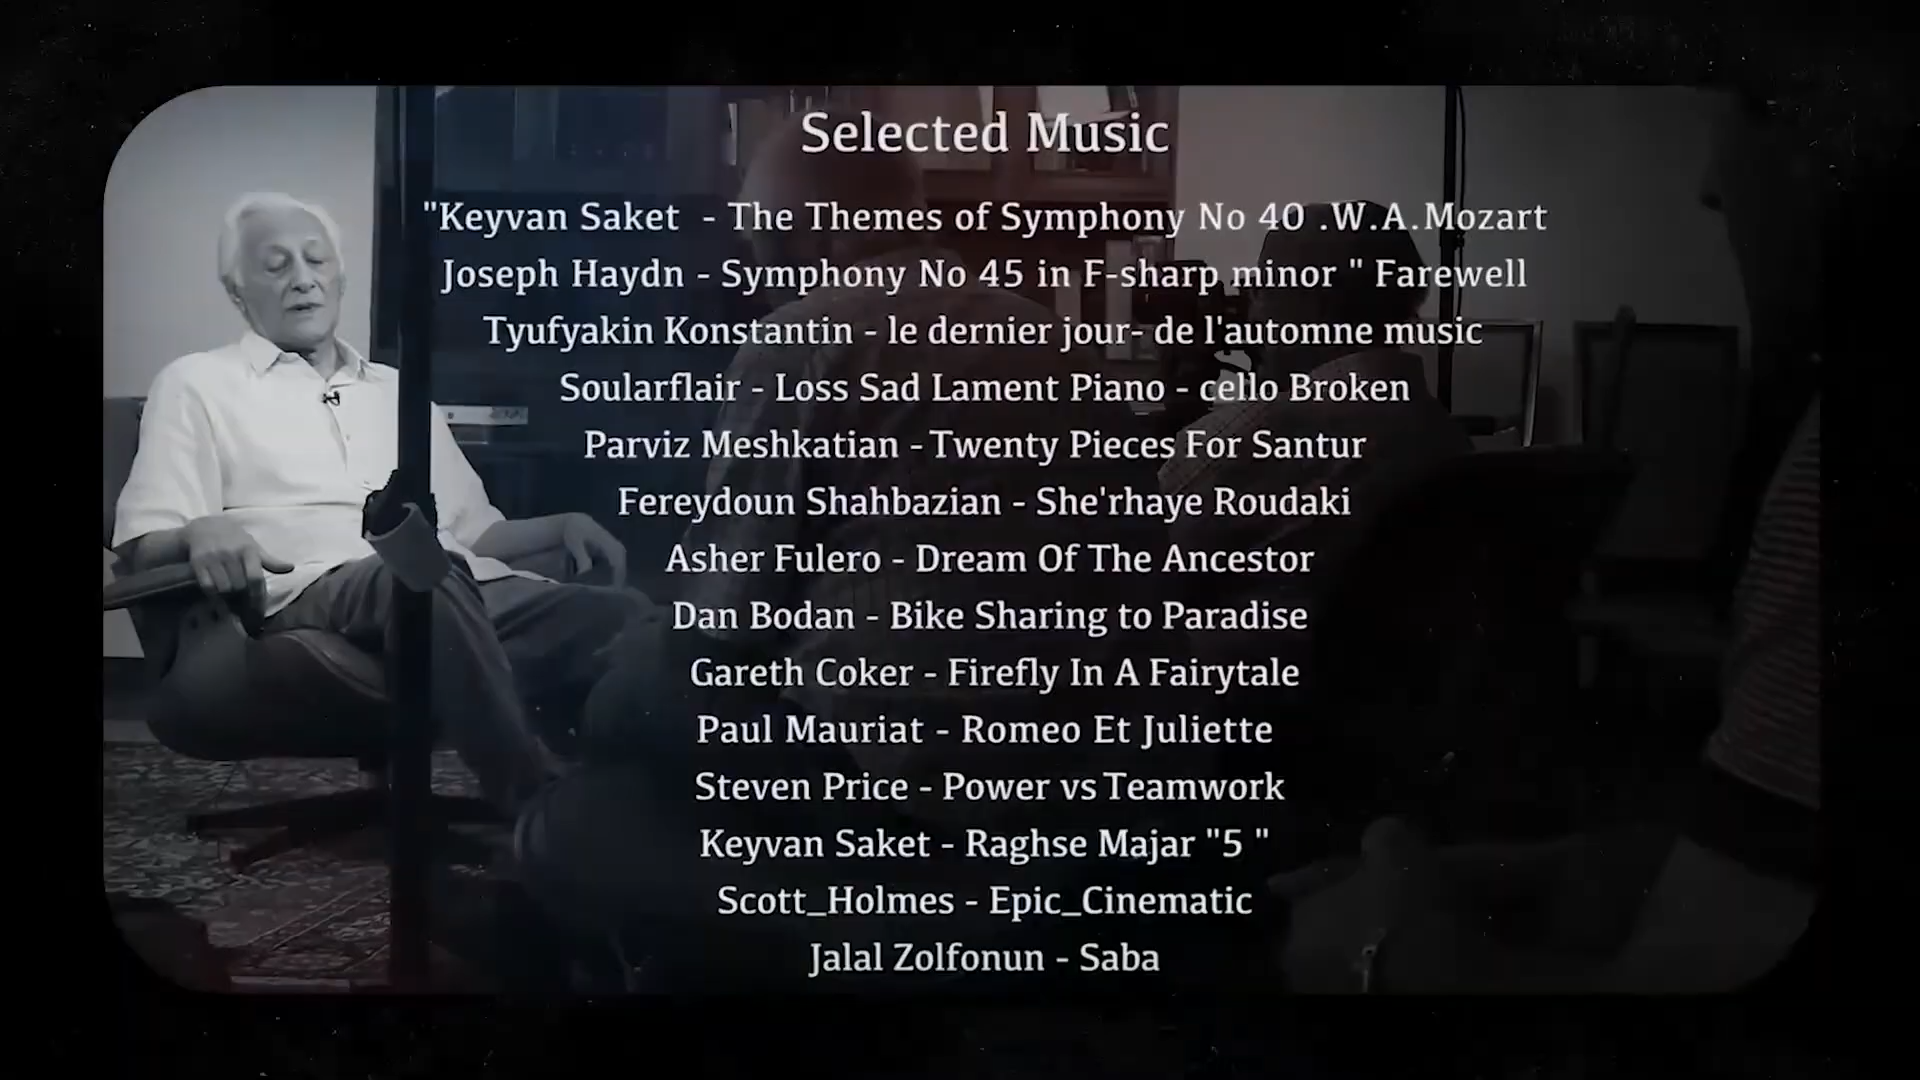 Selected Music
"Keyvan Saket - The Themes of Symphony No 40 .W.A.Mozart
Joseph Haydn - Symphony No 45 in F-sharp minor " Farewell
Tyufyakin Konstantin - le dernier jour- de l'automne music
Soularflair - Loss Sad Lament Piano - cello Broken
Parviz Meshkatian - Twenty Pieces For Santur
Fereydoun Shahbazian - She'rhaye Roudaki
Asher Fulero - Dream Of The Ancestor
Dan Bodan - Bike Sharing to Paradise
Gareth Coker - Firefly In A Fairytale
Paul Mauriat - Romeo Et Juliette
Steven Price - Power vs Teamwork
Keyvan Saket - Raghse Majar "5 "
Scott_Holmes - Epic_Cinematic
Jalal Zolfonun - Saba